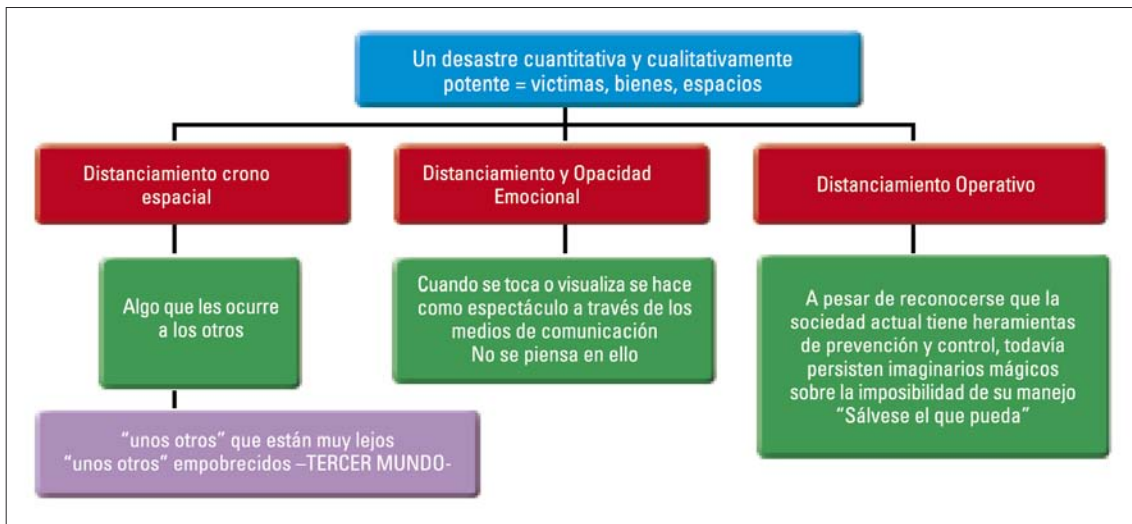 Un desastre cuantitativa y cualitativamente
potente = victimas, bienes, espacios
Distanciamiento crono
espacial
Distanciamiento y Opacidad
Emocional
Distanciamiento Operativo
Algo que les ocurre
a los otros
Cuando se toca o visualiza se hace
como espectáculo a través de los
medios de comunicación
No se piensa en ello
A pesar de reconocerse que la
sociedad actual tiene heramientas
de prevención y control, todavía
persisten imaginarios mágicos
sobre la imposibilidad de su manejo
“Sálvese el que pueda”
“unos otros” que están muy lejos
“unos otros” empobrecidos –TERCER MUNDO-